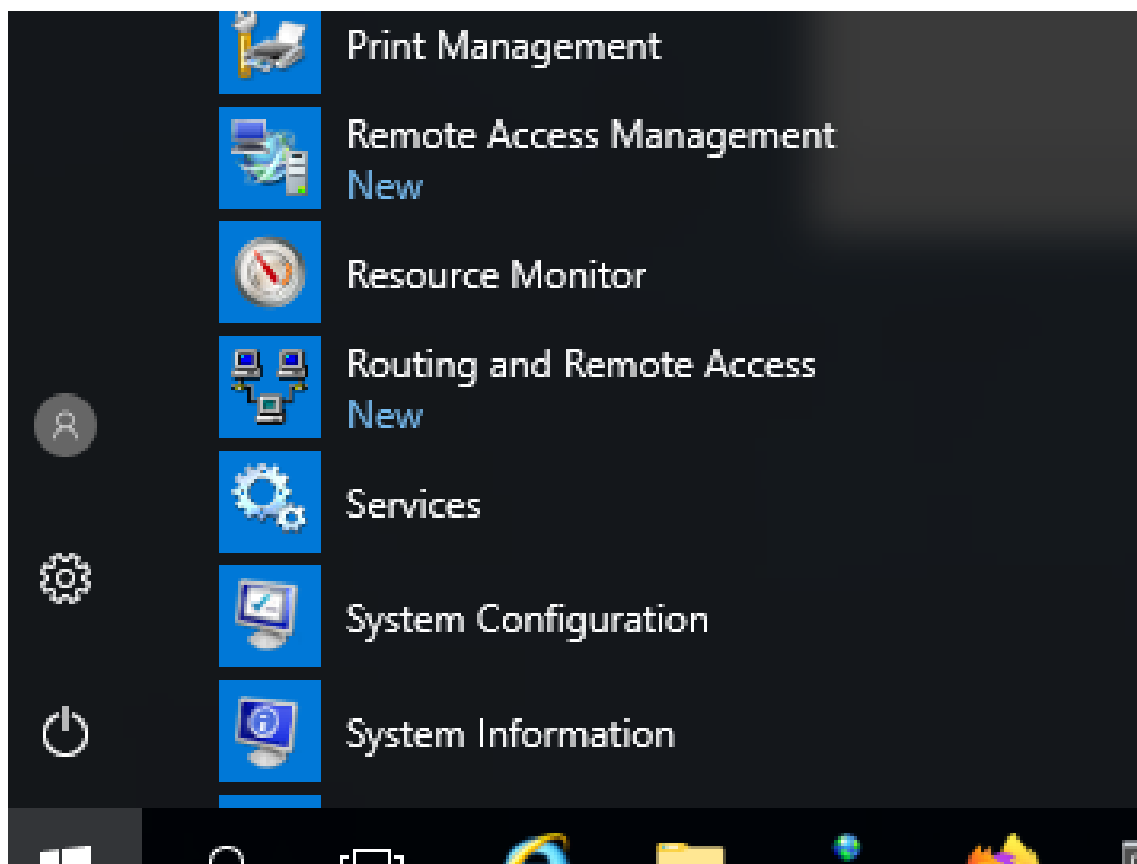 Print Management
Remote Access Management
New
Resource Monitor
Routing and Remote Access
New
Services
System Configuration
System Information